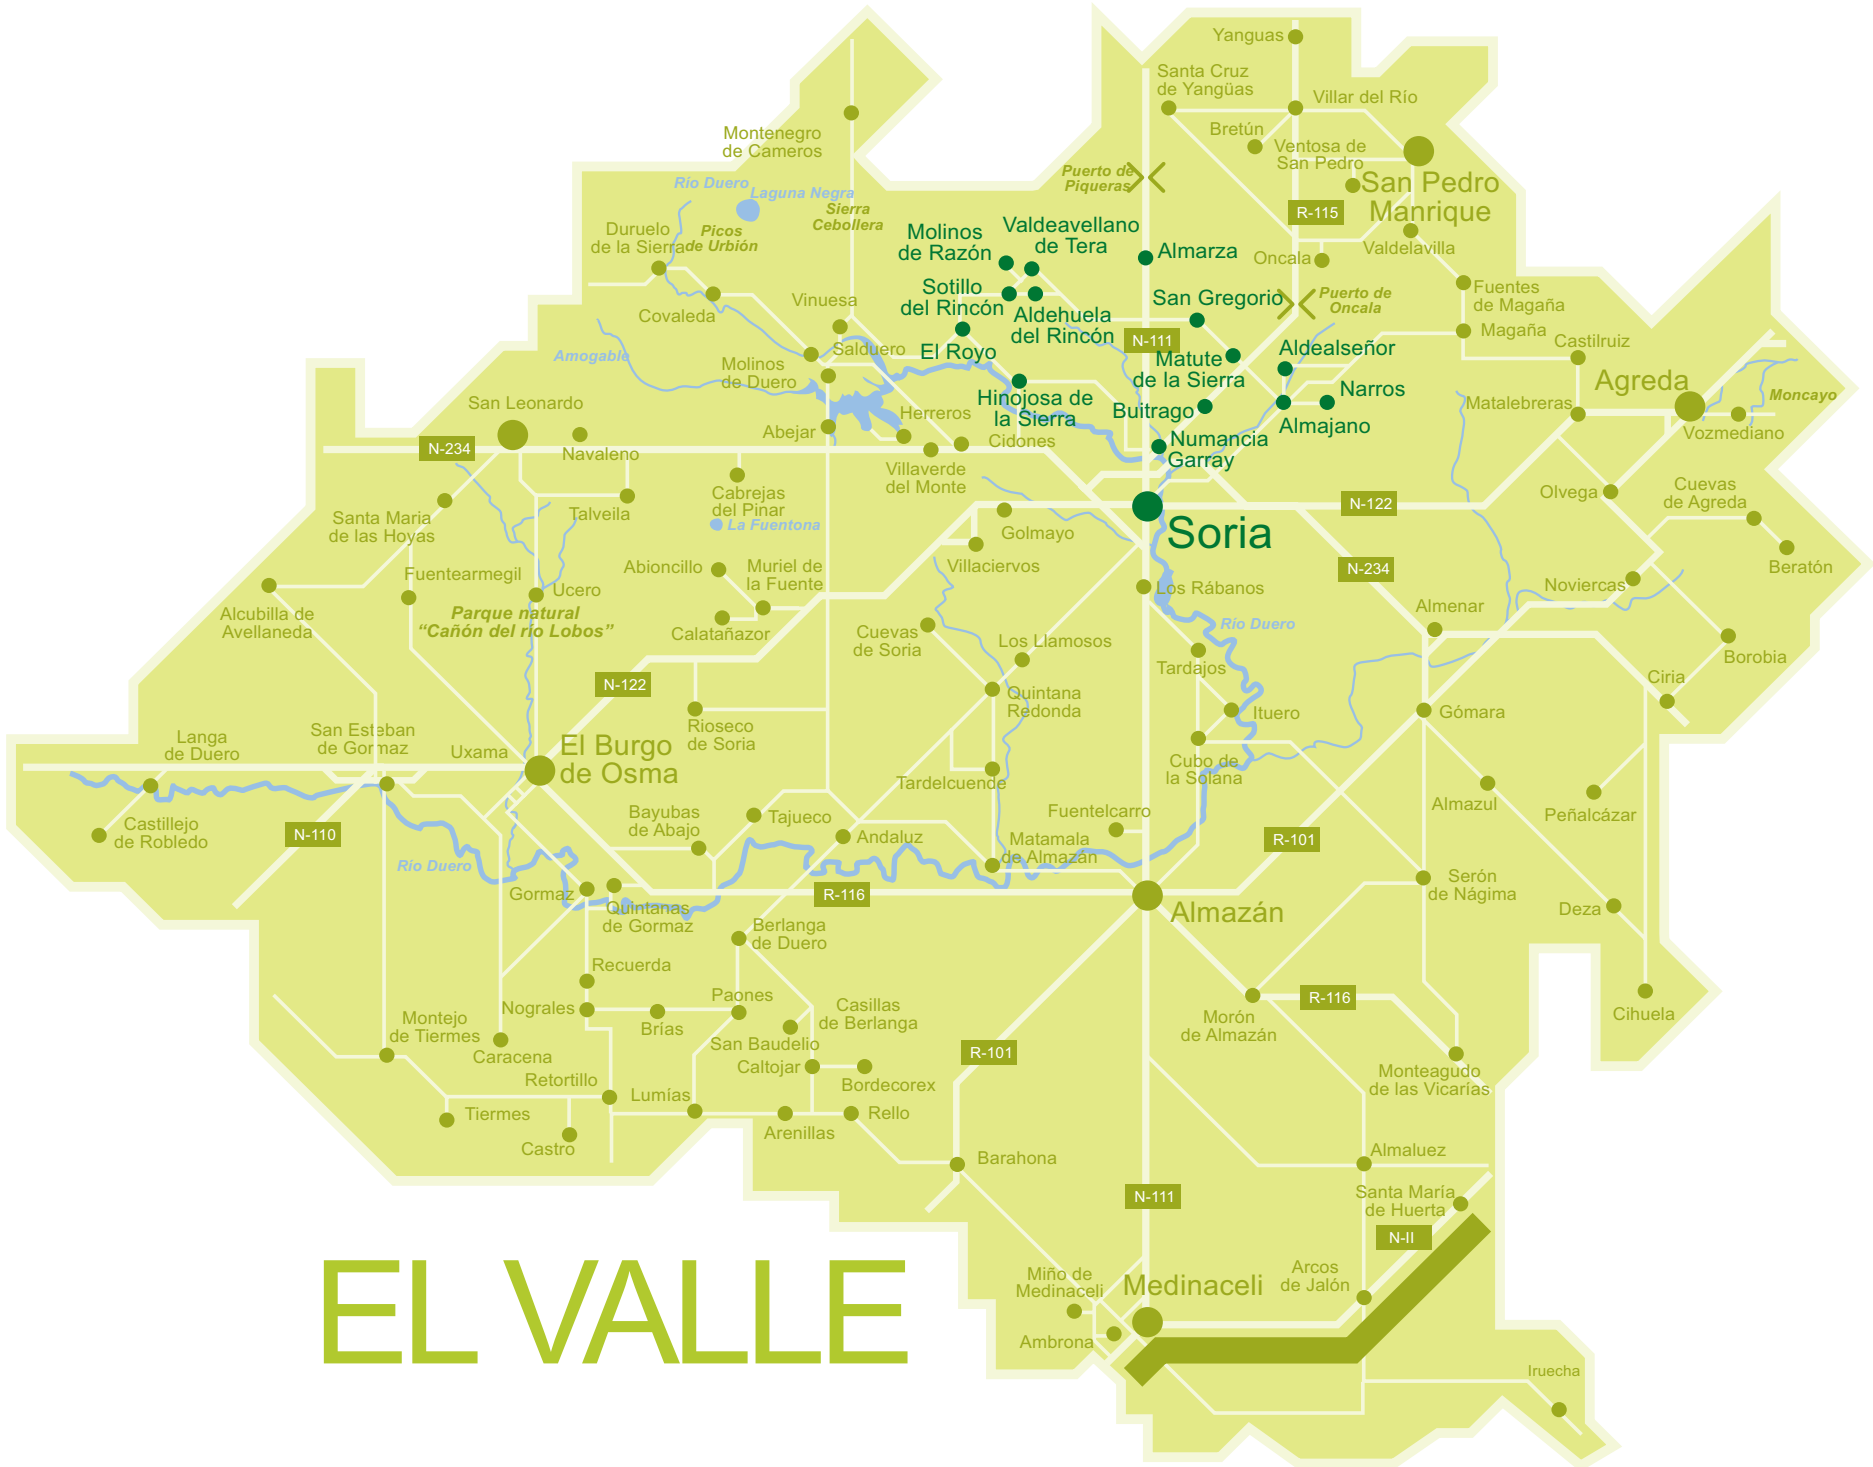 Yanguas
Santa Cruz
de Yangüas
Villar del Río
Montenegro
de Cameros
Bretún
Ventosa de
San Pedro
Puerto de
Piqueras
San Pedro
Manrique
Río Duero
Laguna Negra
Sierra
Cebollera
R-115
Duruelo
de la Sierra
Picos
de Urbión
Molinos
de Razón
Valdeavellano
de Tera
Almarza
Oncala
Valdelavilla
Sotillo
del Rincón
San Gregorio
Puerto de
Oncala
Fuentes
de Magaña
Covaleda
Vinuesa
Aldehuela
del Rincón
Magaña
Amogable
Salduero
El Royo
N-111
Castilruiz
Molinos
de Duero
Matute
de la Sierra
Aldealseñor
Agreda
San Leonardo
Hinojosa de
la Sierra
Buitrago
Narros
Matalebreras
Moncayo
Herreros
Abejar
Cidones
Almajano
Vozmediano
N-234
Navaleno
Numancia
Garray
Villaverde
del Monte
Cabrejas
del Pinar
Olvega
Cuevas
de Agreda
N-122
Santa Maria
de las Hoyas
Talveila
La Fuentona
Golmayo
Soria
Fuentearmegil
Abioncillo
Muriel de
la Fuente
Villaciervos
N-234
Beratón
Ucero
Los Rábanos
Noviercas
Alcubilla de
Avellaneda
Parque natural
“Cañón del río Lobos”
Calatañazor
Cuevas
de Soria
Los Llamosos
Río Duero
Almenar
Tardajos
Borobia
N-122
Quintana
Redonda
Ituero
Gómara
Ciria
Langa
de Duero
San Esteban
de Gormaz
Uxama
El Burgo
de Osma
Rioseco
de Soria
Cubo de
la Solana
Tardelcuende
Castillejo
de Robledo
N-110
Bayubas
de Abajo
Tajueco
Andaluz
Fuentelcarro
Almazul
Peñalcázar
Río Duero
Matamala
de Almazán
R-101
Gormaz
Quintanas
de Gormaz
R-116
Almazán
Serón
de Nágima
Deza
Berlanga
de Duero
Recuerda
Nograles
Brías
Paones
Casillas
de Berlanga
R-116
Cihuela
Montejo
de Tiermes
Caracena
San Baudelio
Morón
de Almazán
R-101
Retortillo
Caltojar
Bordecorex
Monteagudo
de las Vicarías
Tiermes
Lumías
Rello
Castro
Arenillas
Barahona
Almaluez
N-111
Santa María
de Huerta
N-II
EL VALLE
Miño de
Medinaceli
Medinaceli
Arcos
de Jalón
Ambrona
Iruecha